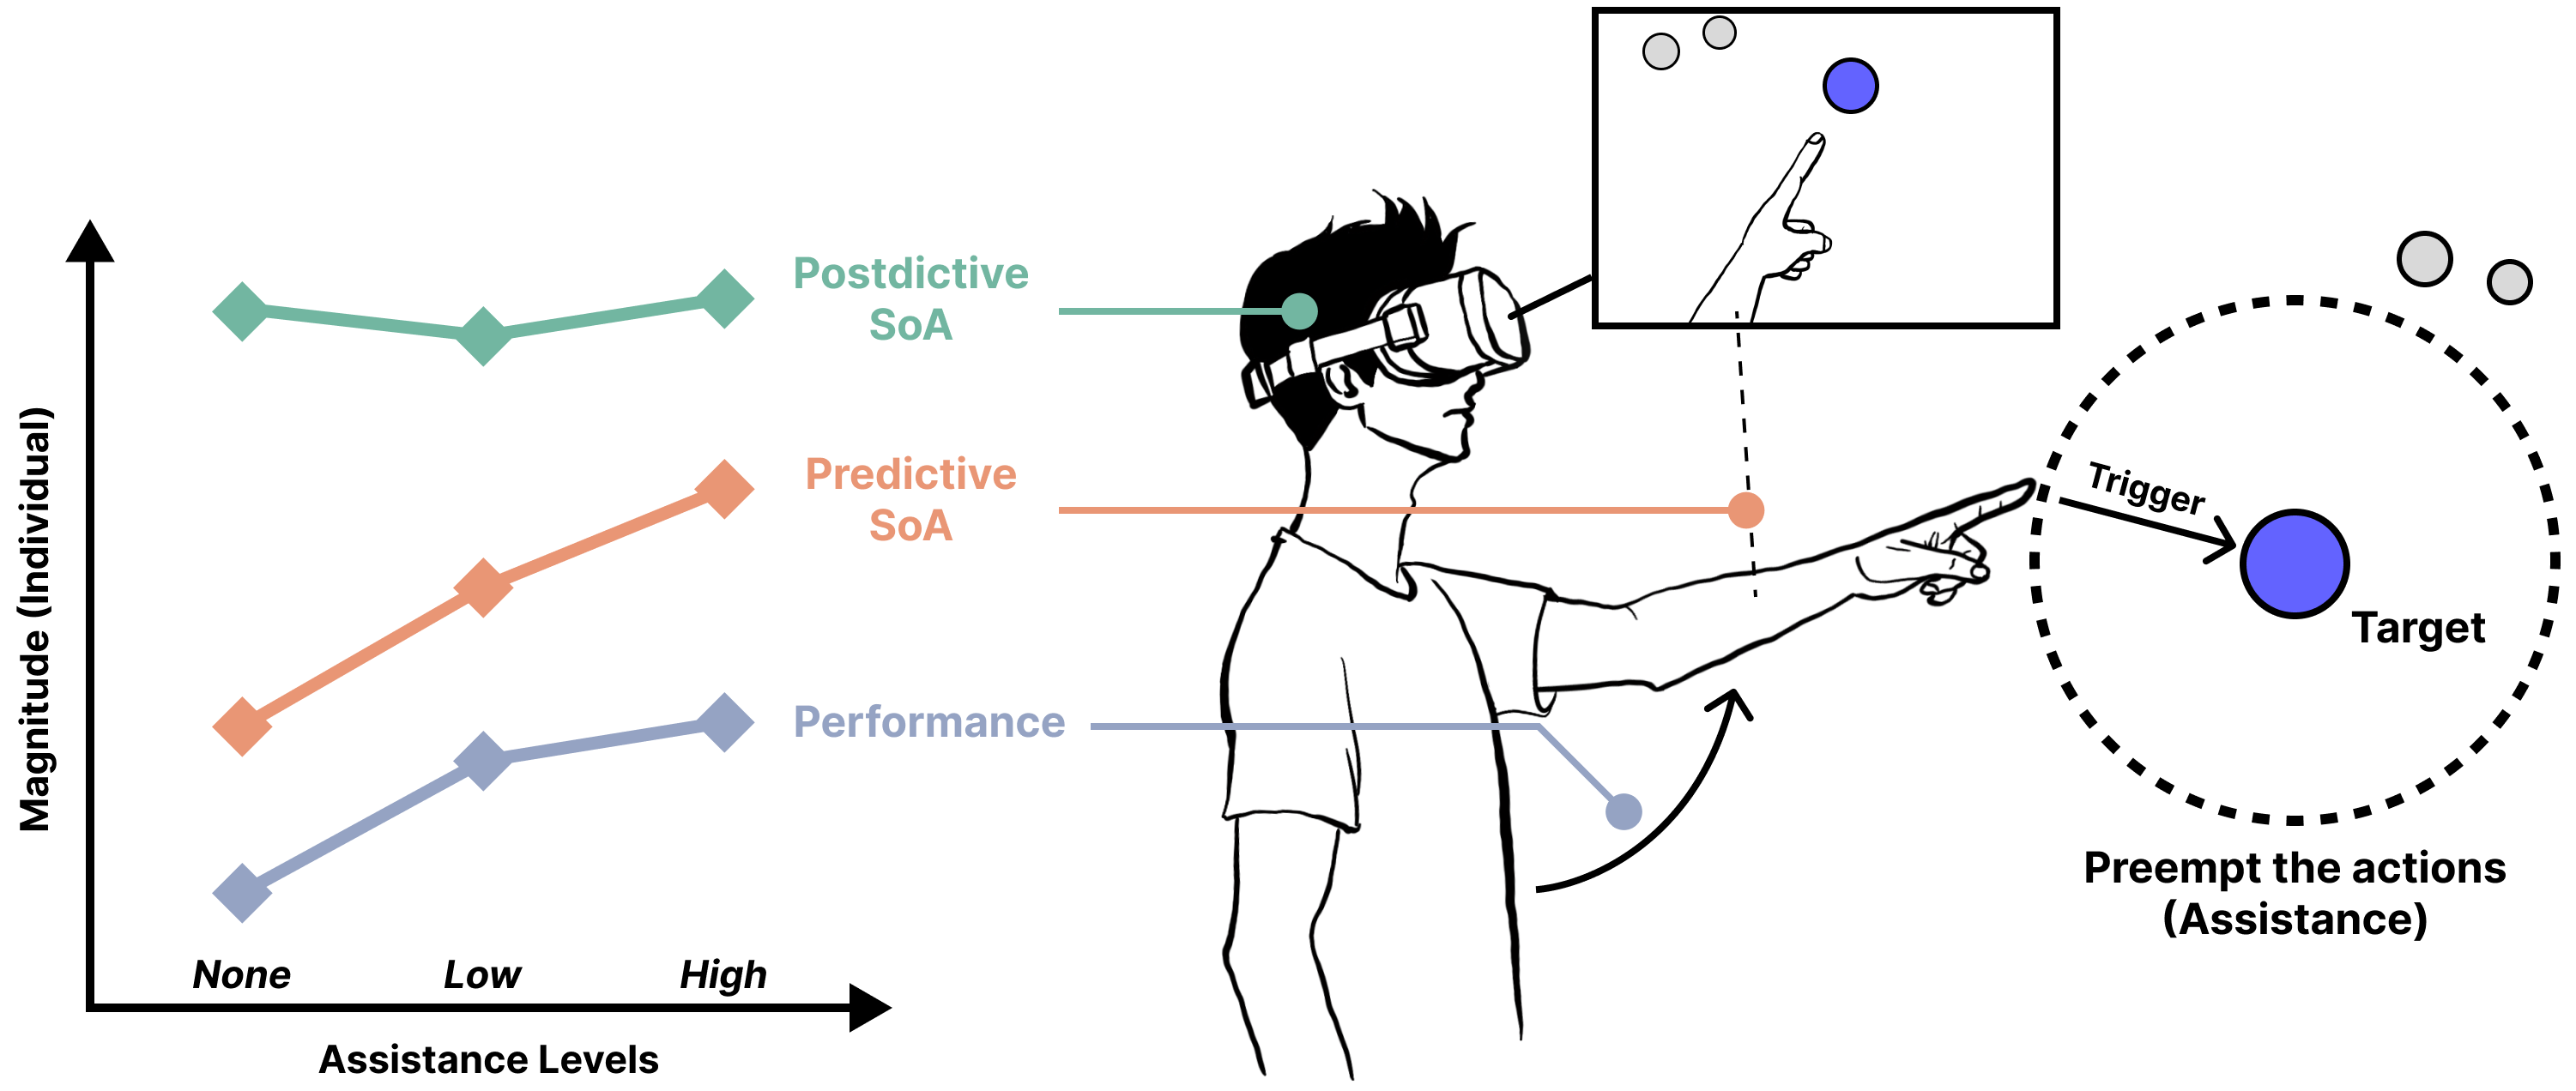 Postdictive
SoA
Predictive
SoA
Performance
Magnitude (Individual)
None
Low
High
Assistance Levels
Trigger
Target
Preempt the actions
(Assistance)